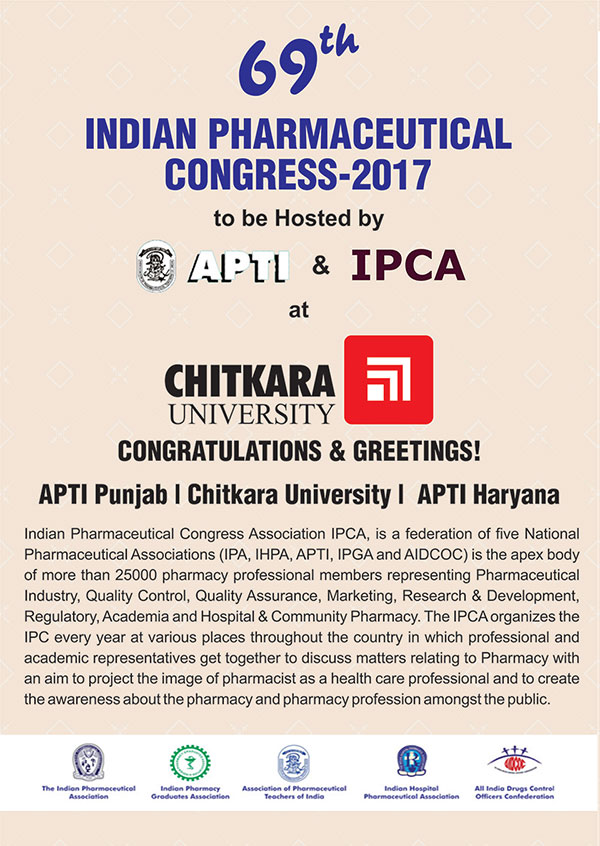 69th
INDIAN PHARMACEUTICAL
CONGRESS-2017
to be Hosted by
APTI & IPCA
at
CHITKARA
UNIVERSITY
CONGRATULATIONS & GREETINGS!
APTI Punjab | Chitkara University | APTI Haryana
Indian Pharmaceutical Congress Association IPCA, is a federation of five National
Pharmaceutical Associations (IPA, IHPA, APTI, IPGA and AIDCOC) is the apex body
of more than 25000 pharmacy professional members representing Pharmaceutical
Industry, Quality Control, Quality Assurance, Marketing, Research & Development,
Regulatory, Academia and Hospital & Community Pharmacy. The IPCA organizes the
IPC every year at various places throughout the country in which professional and
academic representatives get together to discuss matters relating to Pharmacy with
an aim to project the image of pharmacist as a health care professional and to create
the awareness about the pharmacy and pharmacy profession amongst the public.
The Indian Pharmaceutical
Association
Indian Pharmacy
Graduates Association
Association of Pharmaceutical
Teachers of India
Indian Hospital
Pharmaceutical Association
AIDCOC
All India Drugs Control
Officers Confederation